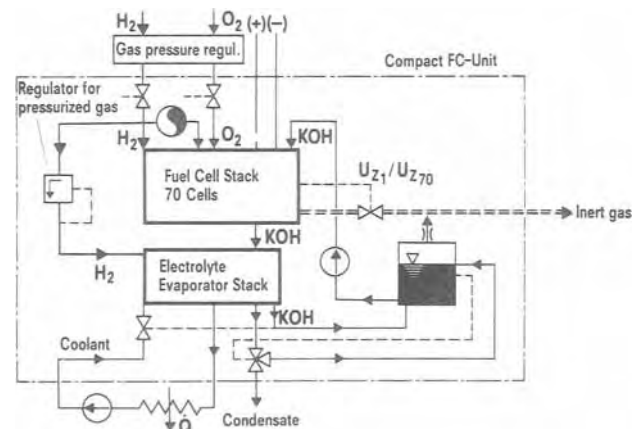 H2
O2 (+)(-)
Gas pressure regul.
Compact FC-Unit
Regulator for
pressurized gas
H2
O2
KOH
Fuel Cell Stack
70 Cells
UZ1/UZ70
Inert gas
KOH
H2
Electrolyte
Evaporator Stack
KOH
Coolant
Q̇
Condensate